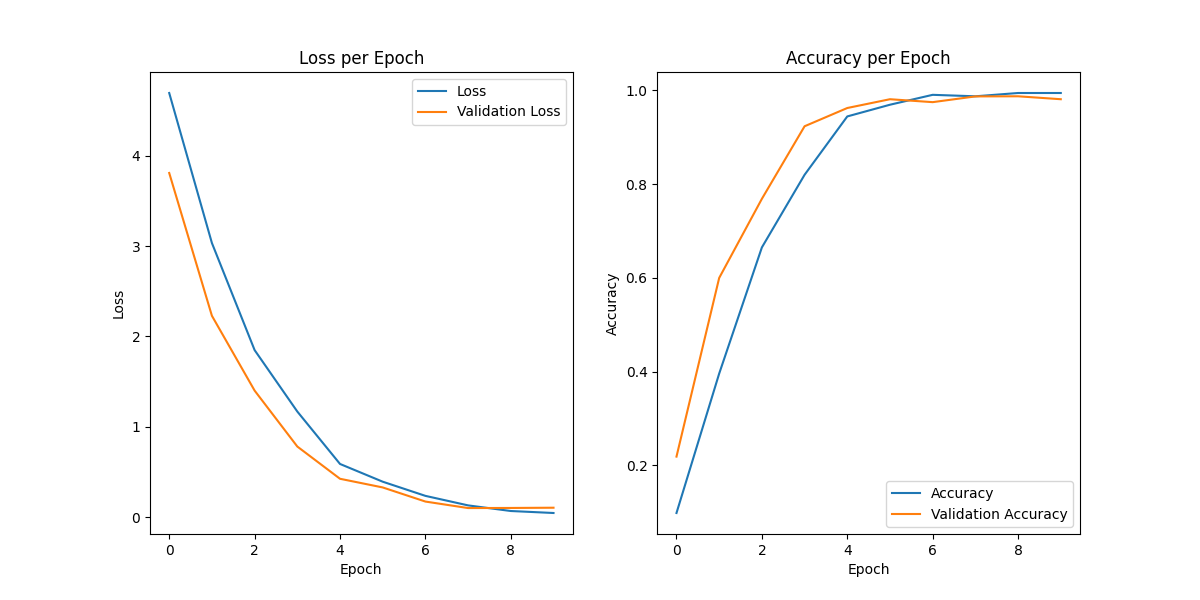 Loss per Epoch
Loss
Validation Loss
4
3
2
1
0
Loss
0
2
4
6
8
Epoch
Accuracy per Epoch
1.0
0.8
0.6
0.4
0.2
Accuracy
Accuracy
Validation Accuracy
0
2
4
6
8
Epoch